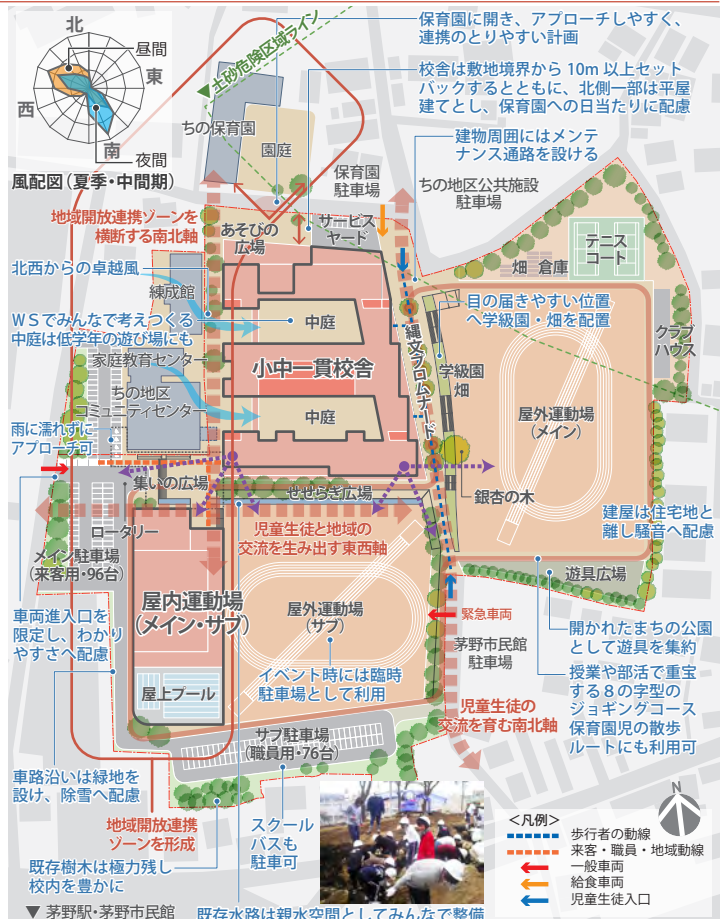 北
昼間
東
西
南
夜間
風配図（夏季・中間期）
土砂危険区域ライン
保育園に開き、アプローチしやすく、
連携のとりやすい計画
校舎は敷地境界から 10m 以上セット
バックするとともに、北側一部は平屋
建てとし、保育園への日当たりに配慮
ちの保育園
園庭
建物周囲にはメンテ
ナンス通路を設ける
保育園
駐車場
ちの地区公共施設
駐車場
地域開放連携ゾーンを
横断する南北軸
あそびの
広場
サービス
ヤード
テニス
コート
畑 倉庫
北西からの卓越風
練成館
目の届きやすい位置
へ学級園・畑を配置
ＷＳでみんなで考えつくる
中庭は低学年の遊び場にも
中庭
縄文プロムナード
クラブ
ハウス
家庭教育センター
小中一貫校舎
学級園
畑
ちの地区
コミュニティセンター
中庭
屋外運動場
（メイン）
雨に濡れずに
アプローチ可
集いの広場
せせらぎ広場
銀杏の木
建屋は住宅地と
離し騒音へ配慮
ロータリー
児童生徒と地域の
交流を生み出す東西軸
メイン駐車場
（来客用・96台）
遊具広場
屋内運動場
（メイン・サブ）
屋外運動場
（サブ）
緊急車両
車両進入口を
限定し、わかり
やすさへ配慮
茅野市民館
駐車場
開かれたまちの公園
として遊具を集約
イベント時には臨時
駐車場として利用
授業や部活で重宝
する８の字型の
ジョギングコース
保育園児の散歩
ルートにも利用可
屋上プール
児童生徒の
交流を育む南北軸
サブ駐車場
（職員用・76台）
車路沿いは緑地を
設け、除雪へ配慮
地域開放連携
ゾーンを形成
スクール
バスも
駐車可
N
＜凡例＞
歩行者の動線
来客・職員・地域動線
一般車両
給食車両
児童生徒入口
既存樹木は極力残し
校内を豊かに
▼ 茅野駅・茅野市民館
既存水路は親水空間としてみんなで整備